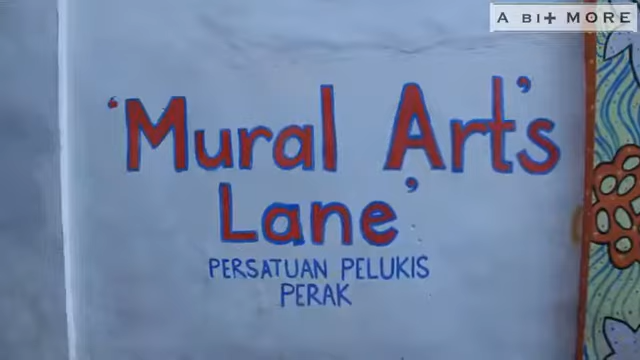 A BIT MORE
'Mural Art's
Lane'
PERSATUAN PELUKIS
PERAK